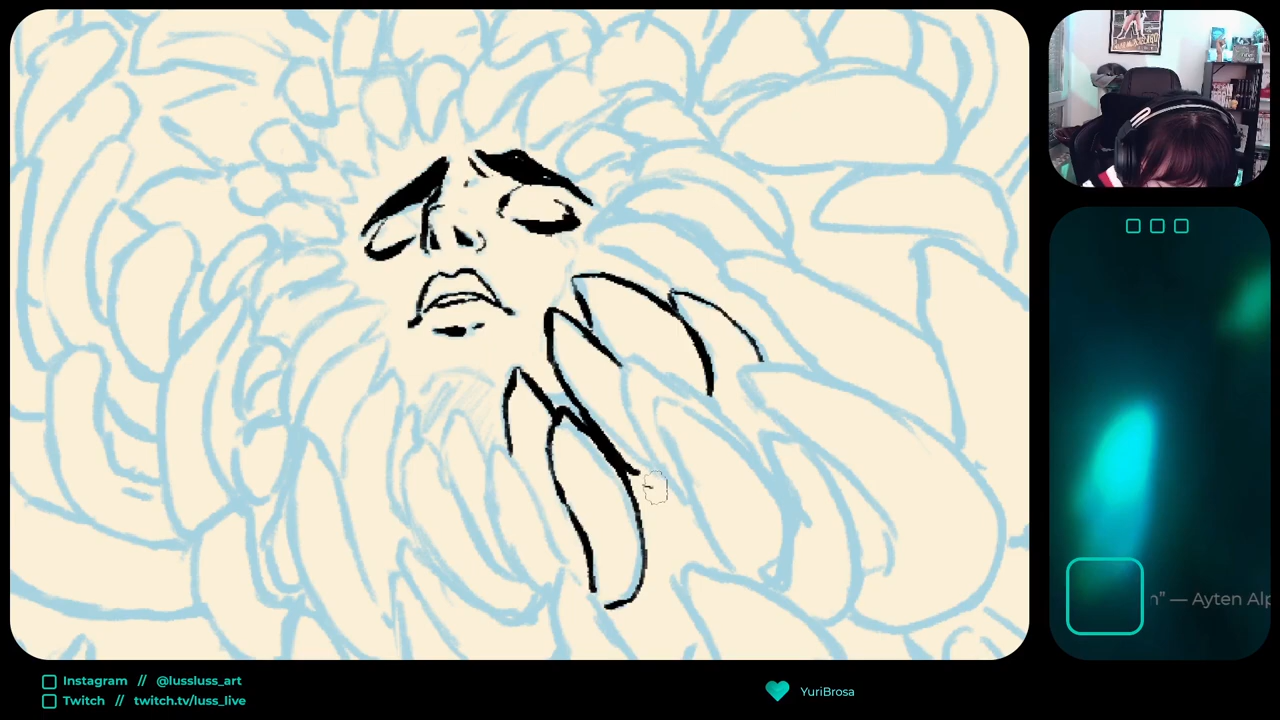 n” — Ayten Alp
Instagram // @lussluss_art
Twitch // twitch.tv/luss_live
YuriBrosa